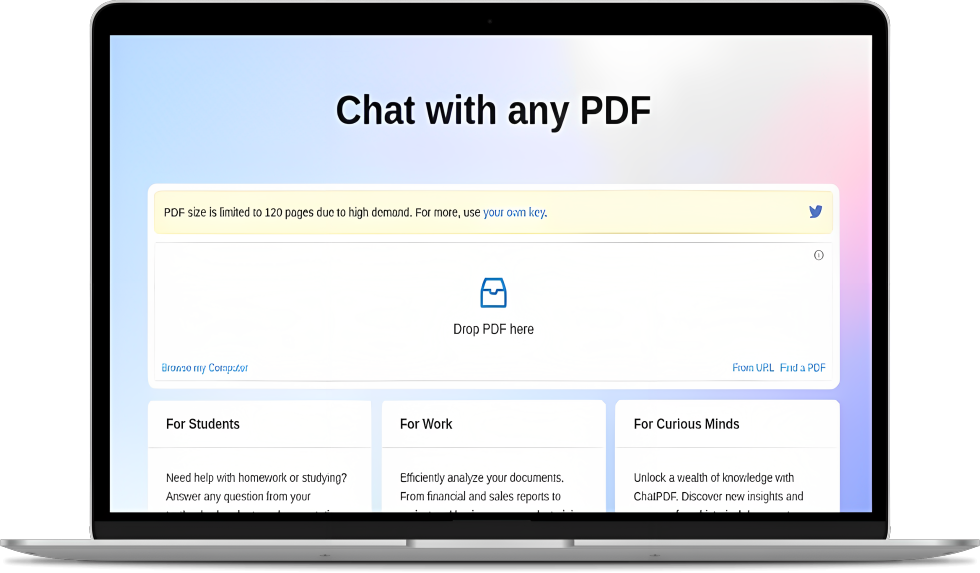 Chat with any PDF
PDF size is limited to 120 pages due to high demand. For more, use your own key.
Drop PDF here
Browse my Computer
From URL Find a PDF
For Students
For Work
For Curious Minds
Need help with homework or studying?
Answer any question from your
Efficiently analyze your documents.
From financial and sales reports to
Unlock a wealth of knowledge with
ChatPDF. Discover new insights and